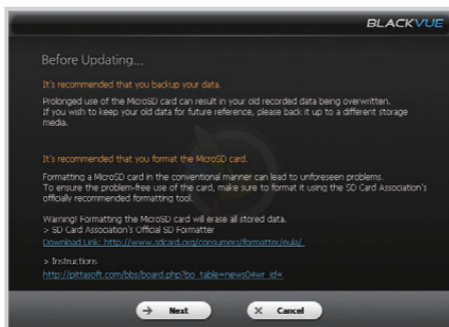 BLACKVUE
Before Updating...
It's recommended that you backup your data.
Prolonged use of the MicroSD card can result in your old recorded data being overwritten.
If you wish to keep your old data for future reference, please back it up to a different storage
media.
It's recommended that you format the MicroSD card.
Formatting a MicroSD card in the conventional manner can lead to unforeseen problems.
To ensure the problem-free use of the card, make sure to format it using the SD Card Association's
officially recommended formatting tool.
Warning! Formatting the MicroSD card will erase all stored data.
> SD Card Association's Official SD Formatter
Download Link: http://www.sdcard.org/consumers/formatter/eula/
> Instructions
http://pittasoft.com/bbs/board.php?bo_table=news04wr_id=
Next
Cancel